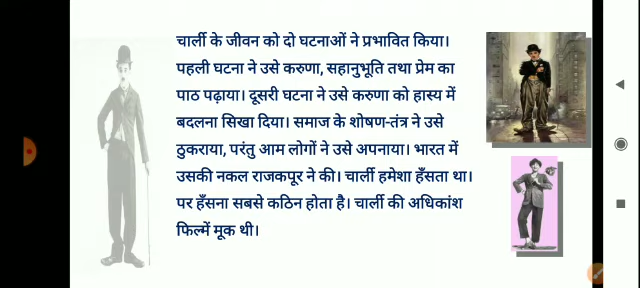 चार्ली के जीवन को दो घटनाओं ने प्रभावित किया।
पहली घटना ने उसे करुणा, सहानुभूति तथा प्रेम का
पाठ पढ़ाया। दूसरी घटना ने उसे करुणा को हास्य में
बदलना सिखा दिया। समाज के शोषण-तंत्र ने उसे
ठुकराया, परंतु आम लोगों ने उसे अपनाया। भारत में
उसकी नकल राजकपूर ने की। चार्ली हमेशा हँसता था।
पर हँसना सबसे कठिन होता है। चार्ली की अधिकांश
फिल्में मूक थी।